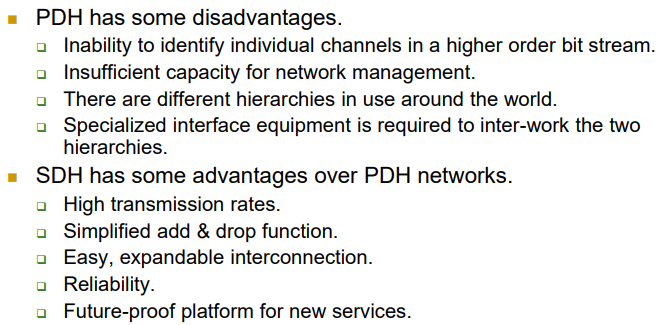 PDH has some disadvantages.
Inability to identify individual channels in a higher order bit stream.
Insufficient capacity for network management.
There are different hierarchies in use around the world.
Specialized interface equipment is required to inter-work the two
hierarchies.
SDH has some advantages over PDH networks.
High transmission rates.
Simplified add & drop function.
Easy, expandable interconnection.
Reliability.
Future-proof platform for new services.